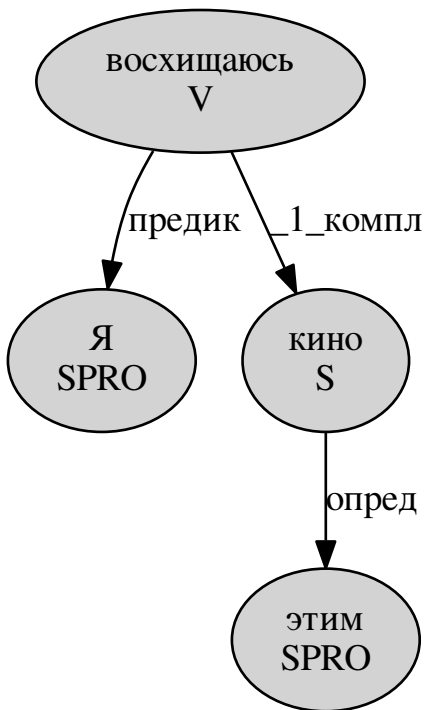 восхищаюсь
V
предик
_1_компл
Я
SPRO
кино
S
опред
этим
SPRO